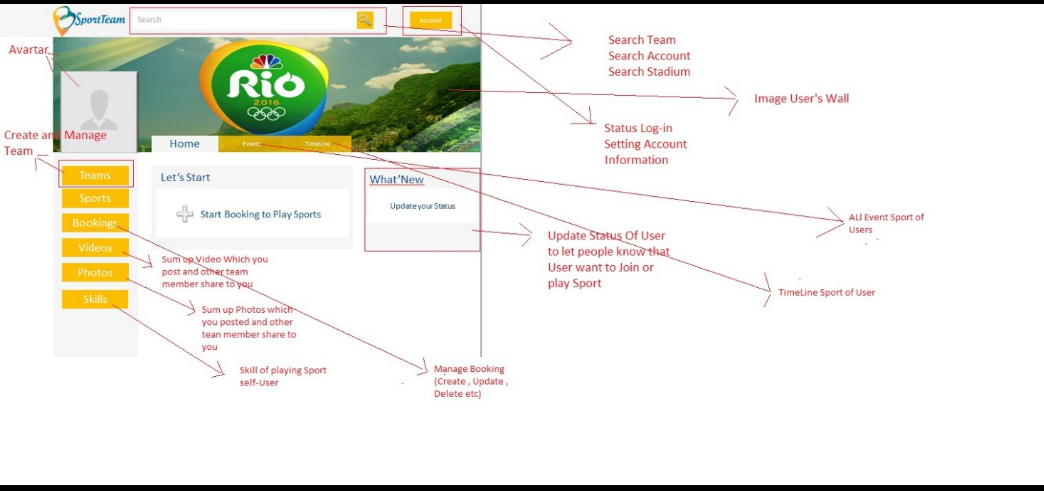 SportTeam
Search
Account
Search Team
Search Account
Search Stadium
Avartar
Rio
2016
Image User's Wall
Status Log-in
Setting Account
Information
Create and Manage
Team
Home
Events
TimeLine
Teams
Sports
Bookings
Videos
Photos
Skills
Let's Start
Start Booking to Play Sports
What'New
Update your Status
ALl Event Sport of
Users
Update Status Of User
to let people know that
User want to Join or
play Sport
TimeLine Sport of User
Sum up Video Which you
post and other team
member share to you
Sum up Photos which
you posted and other
tean member share to
you
Skill of playing Sport
self-User
Manage Booking
(Create , Update ,
Delete etc)